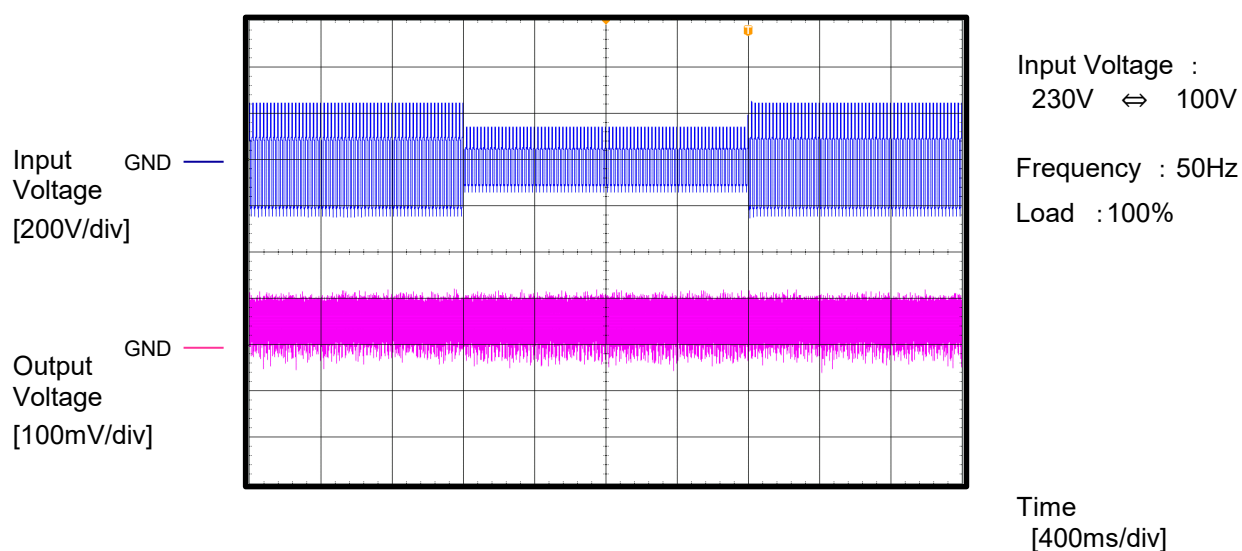 T
Input Voltage :
230V ⇔ 100V
Input
Voltage
[200V/div]
GND
Frequency : 50Hz
Load :100%
GND
Output
Voltage
[100mV/div]
Time
[400ms/div]